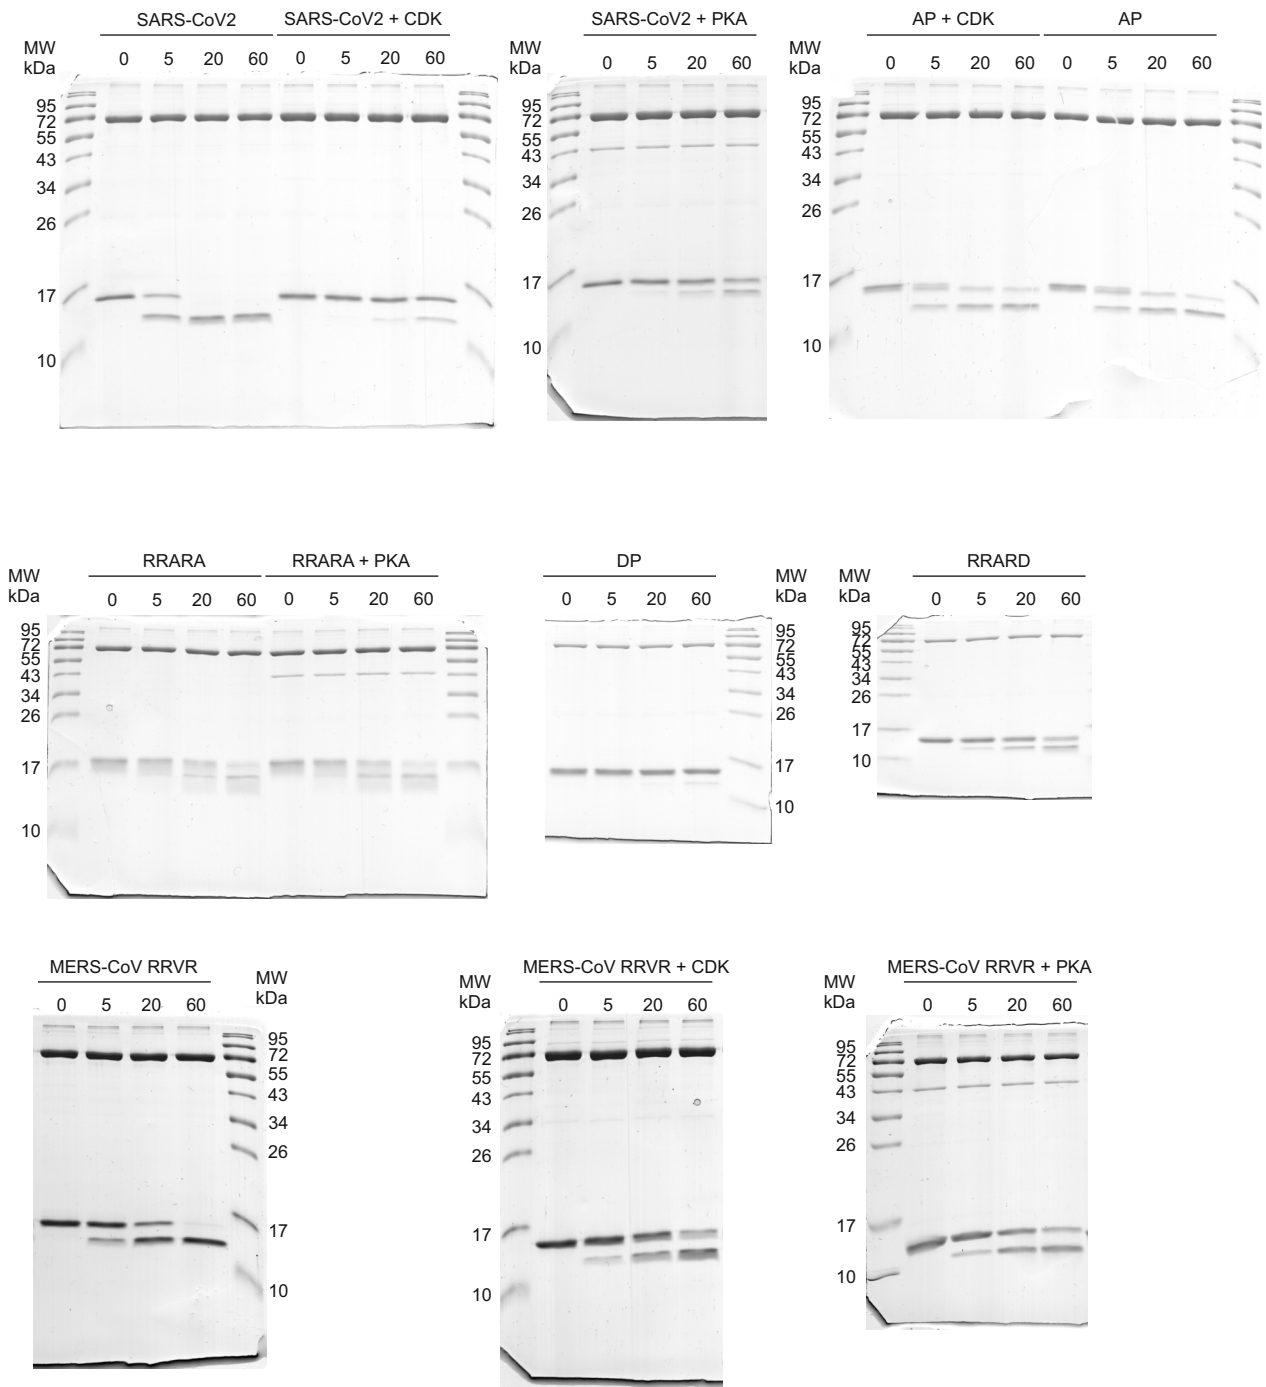 SARS-CoV2 SARS-CoV2 + CDK
MW
kDa
0 5 20 60 0 5 20 60
95
72
55
43
34
26
17
10
SARS-CoV2 + PKA
MW
kDa
0 5 20 60
95
72
55
43
34
26
17
10
AP + CDK AP
MW
kDa
0 5 20 60 0 5 20 60
95
72
55
43
34
26
17
10
RRARA RRARA + PKA
MW
kDa
0 5 20 60 0 5 20 60
95
72
55
43
34
26
17
10
DP
0 5 20 60
MW
kDa
95
72
55
43
34
26
17
10
RRARD
MW
kDa
0 5 20 60
95
72
55
43
34
26
17
10
MERS-CoV RRVR
0 5 20 60
MW
kDa
95
72
55
43
34
26
17
10
MERS-CoV RRVR + CDK
MW
kDa
0 5 20 60
95
72
55
43
34
26
17
10
MERS-CoV RRVR + PKA
MW
kDa
0 5 20 60
95
72
55
43
34
26
17
10